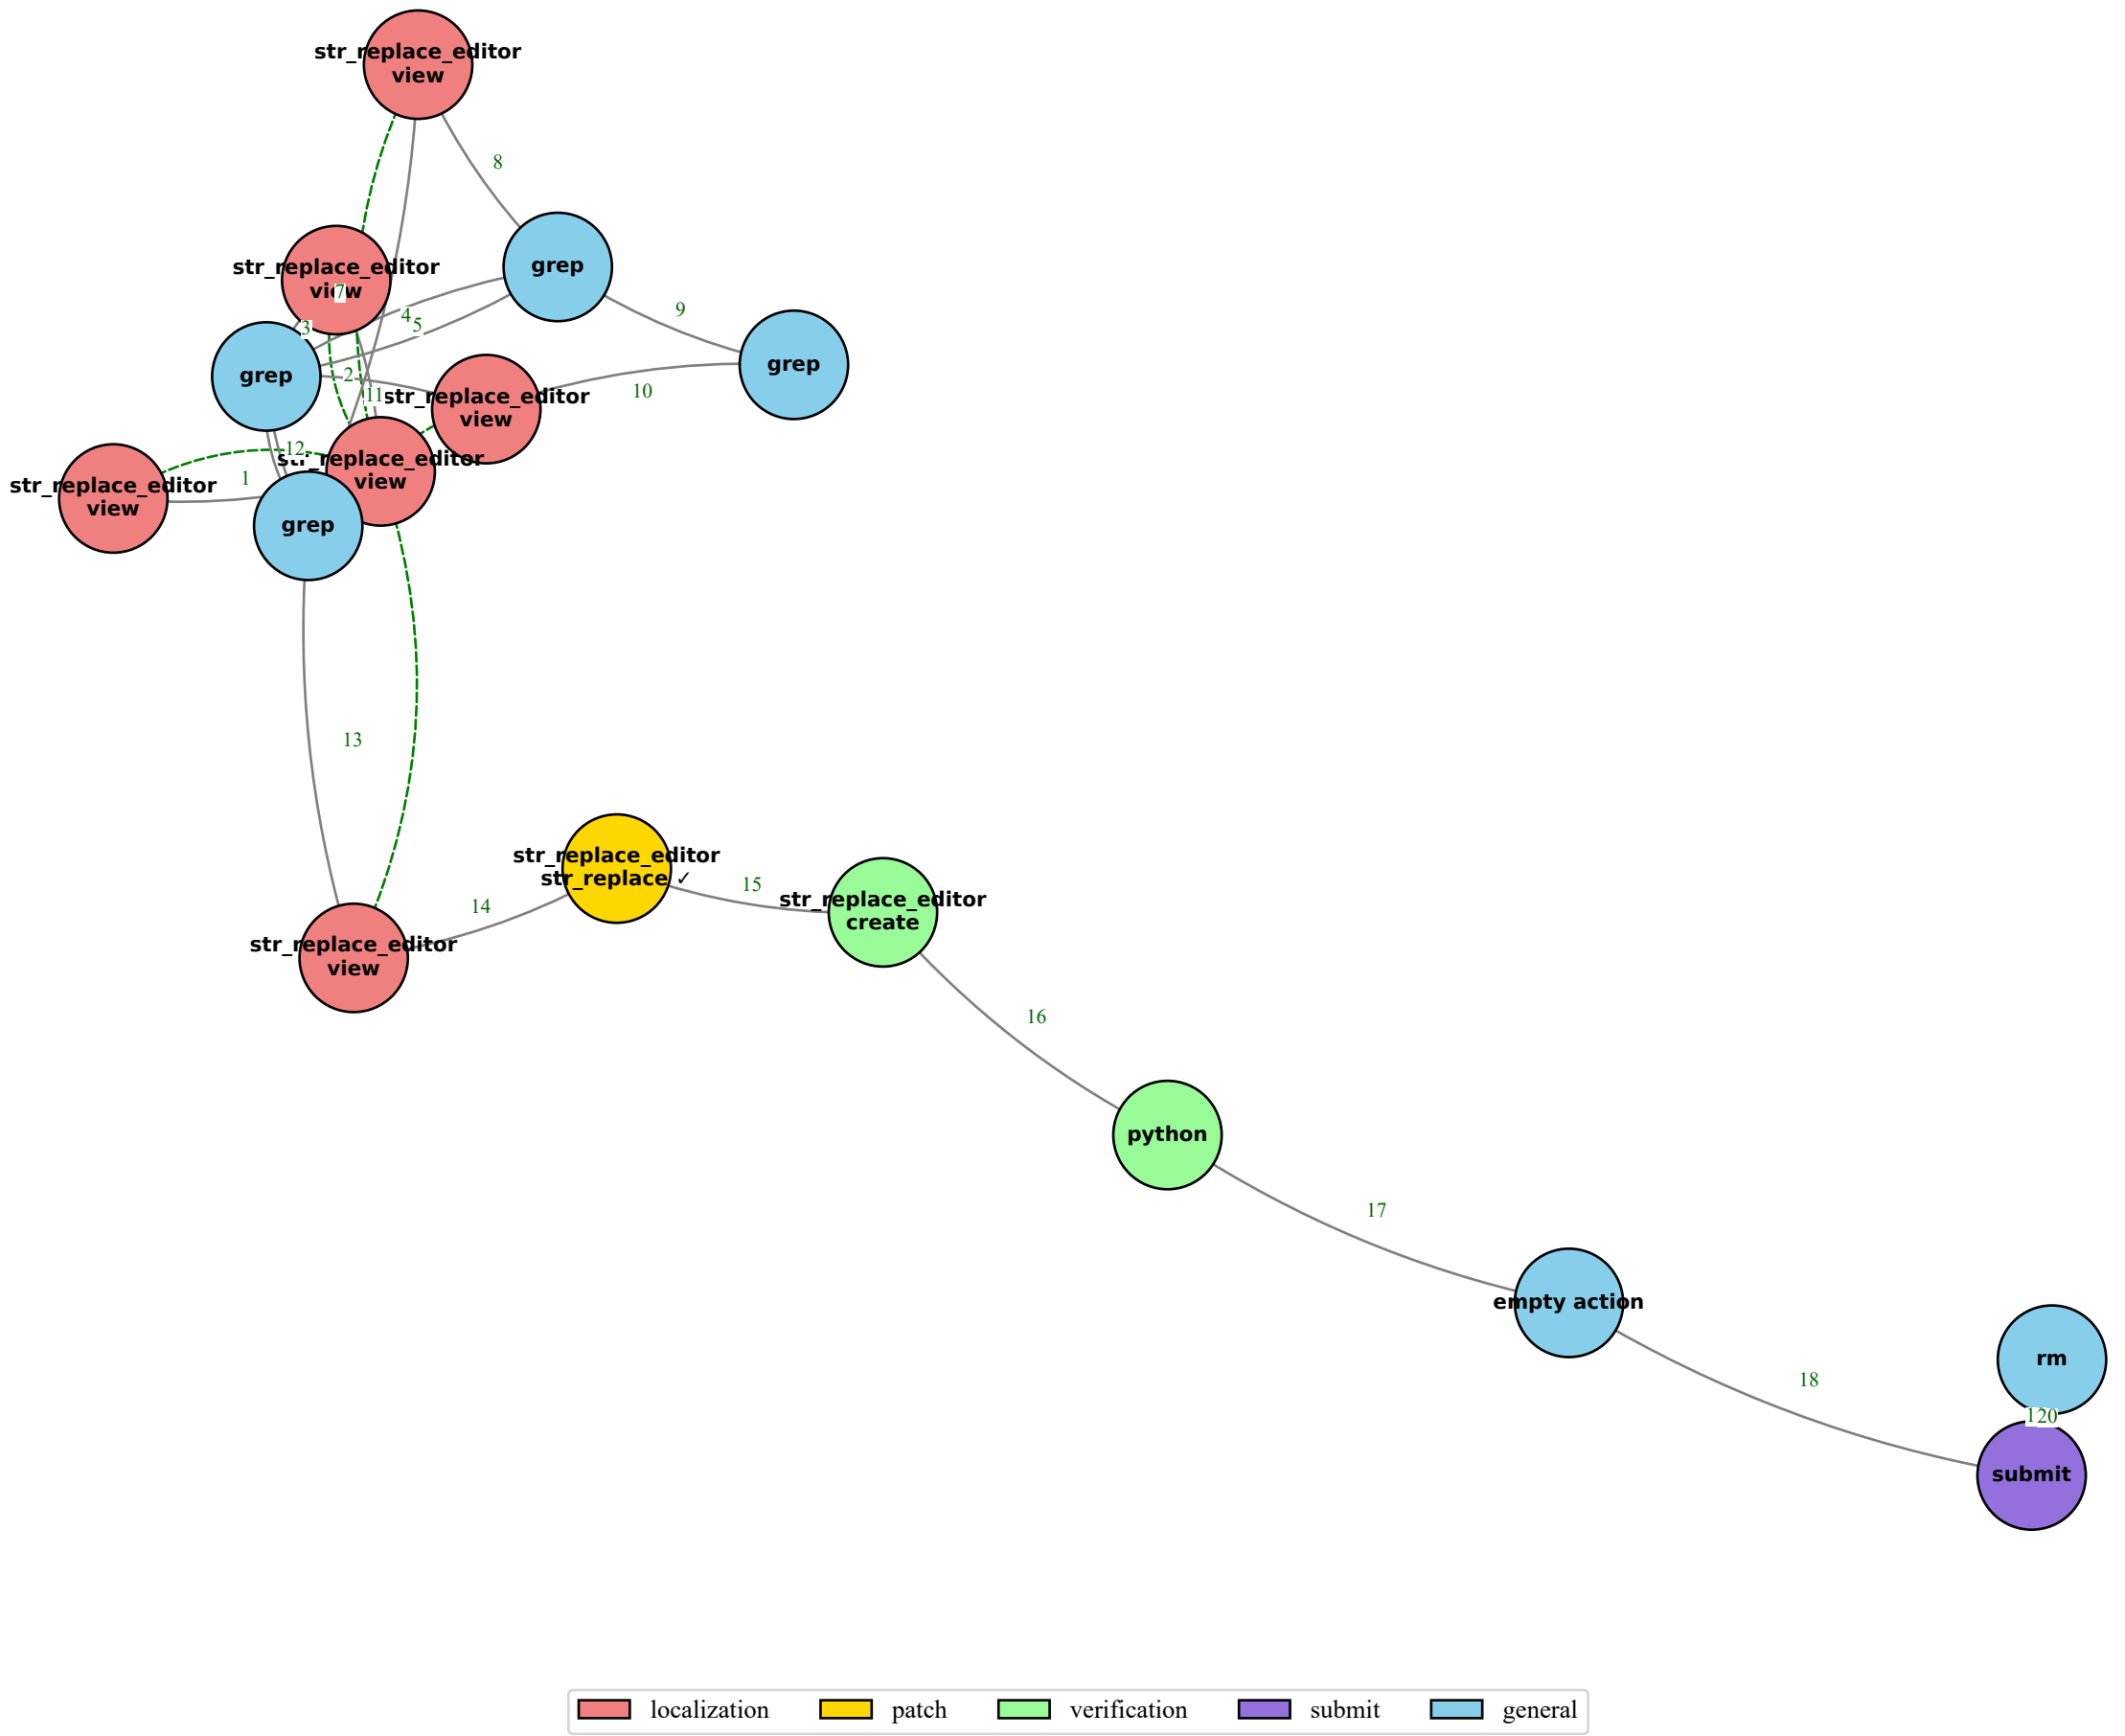 str_replace_editor
view
8
grep
str_replace_editor
view
7
4
5
3
9
grep
grep
2
11
str_replace_editor
view
10
12
str_replace_editor
view
1
str_replace_editor
view
grep
13
str_replace_editor
str_replace ✓
15
14
str_replace_editor
create
str_replace_editor
view
16
python
17
empty action
18
rm
20
submit
localization
patch
verification
submit
general